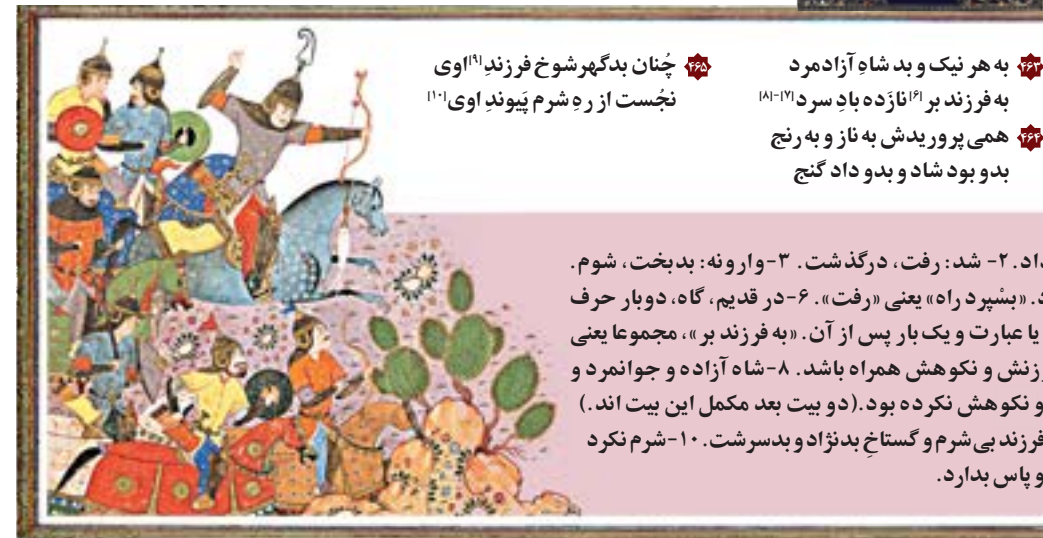 ۴۶۳ به هر نیک و بد شاهِ آزادمرد
به فرزند بر [۶] نازَده بادِ سرد [۷]-[۸]
۴۶۴ همی پروریدش به ناز و به رنج
بدو بود شاد و بدو داد گنج
۴۶۵ چُنان بدگهر شوخ فرزندِ [۹] اوی
نجُست از رهِ شرم پَیوندِ اوی [۱۰]
داد. ۲- شد: رفت، درگذشت. ۳- وارونه: بدبخت، شوم.
«بسْپرد راه» یعنی «رفت». ۶- در قدیم، گاه، دوبار حرف
یا عبارت و یک بار پس از آن. «به فرزند بر»، مجموعا یعنی
و نکوهش همراه باشد. ۸- شاه آزاده و جوانمرد و
و نکوهش نکرده بود. (دو بیت بعد مکمل این بیت اند.)
فرزند بی شرم و گستاخِ بدنژاد و بدسرشت. ۱۰- شرم نکرد
و پاس بدارد.